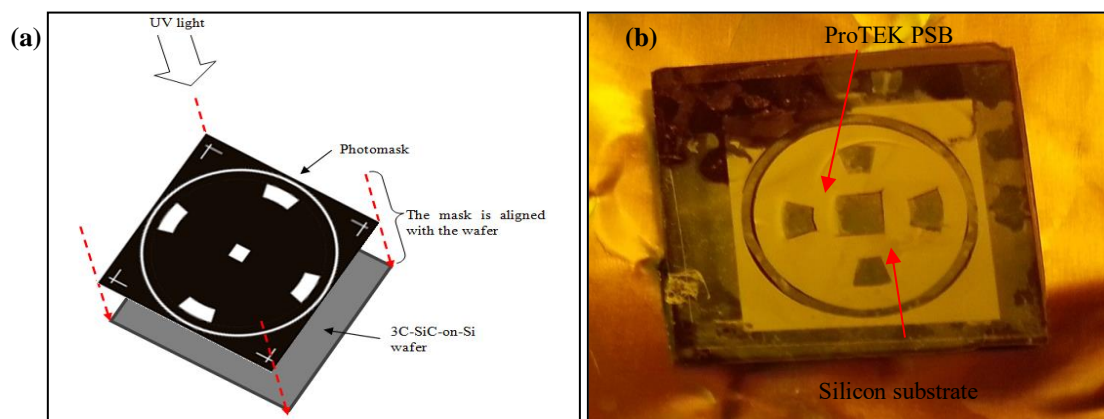 (a)
UV light
Photomask
The mask is aligned
with the wafer
3C-SiC-on-Si
wafer
(b)
ProTEK PSB
Silicon substrate